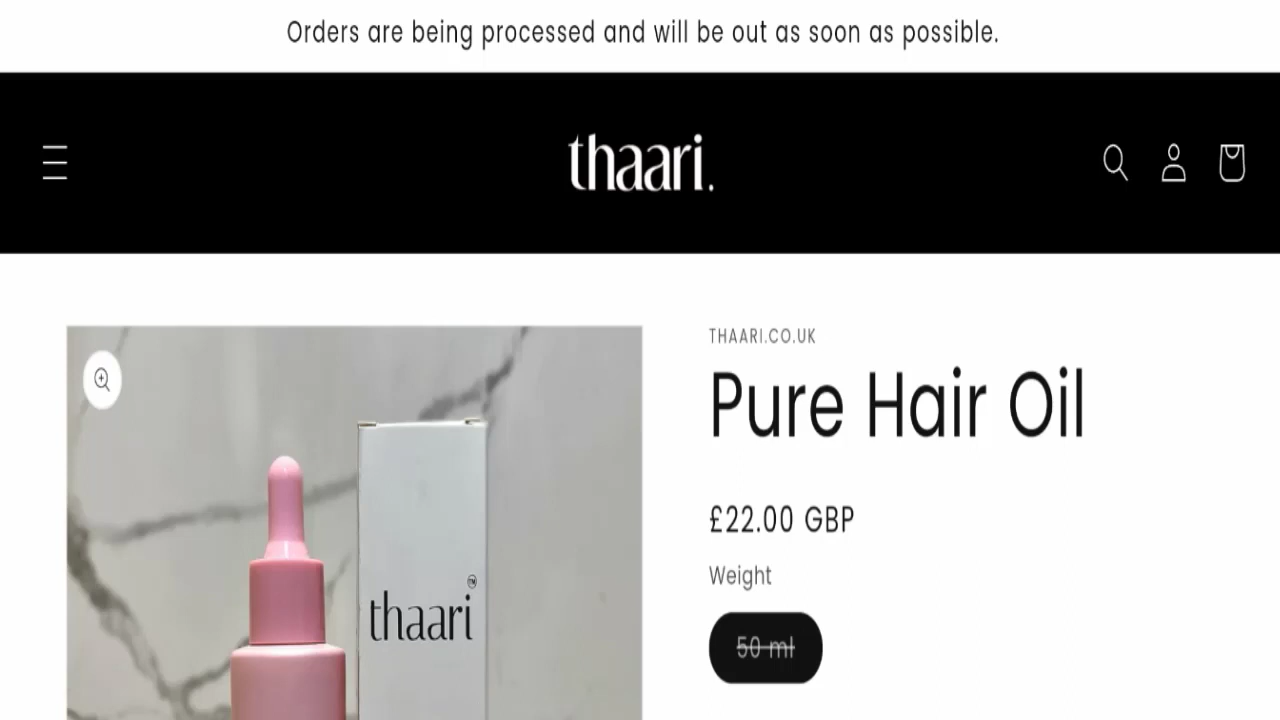 Orders are being processed and will be out as soon as possible.
thaari.
THAARI.CO.UK
Pure Hair Oil
£22.00 GBP
Weight
50 ml
thaari™